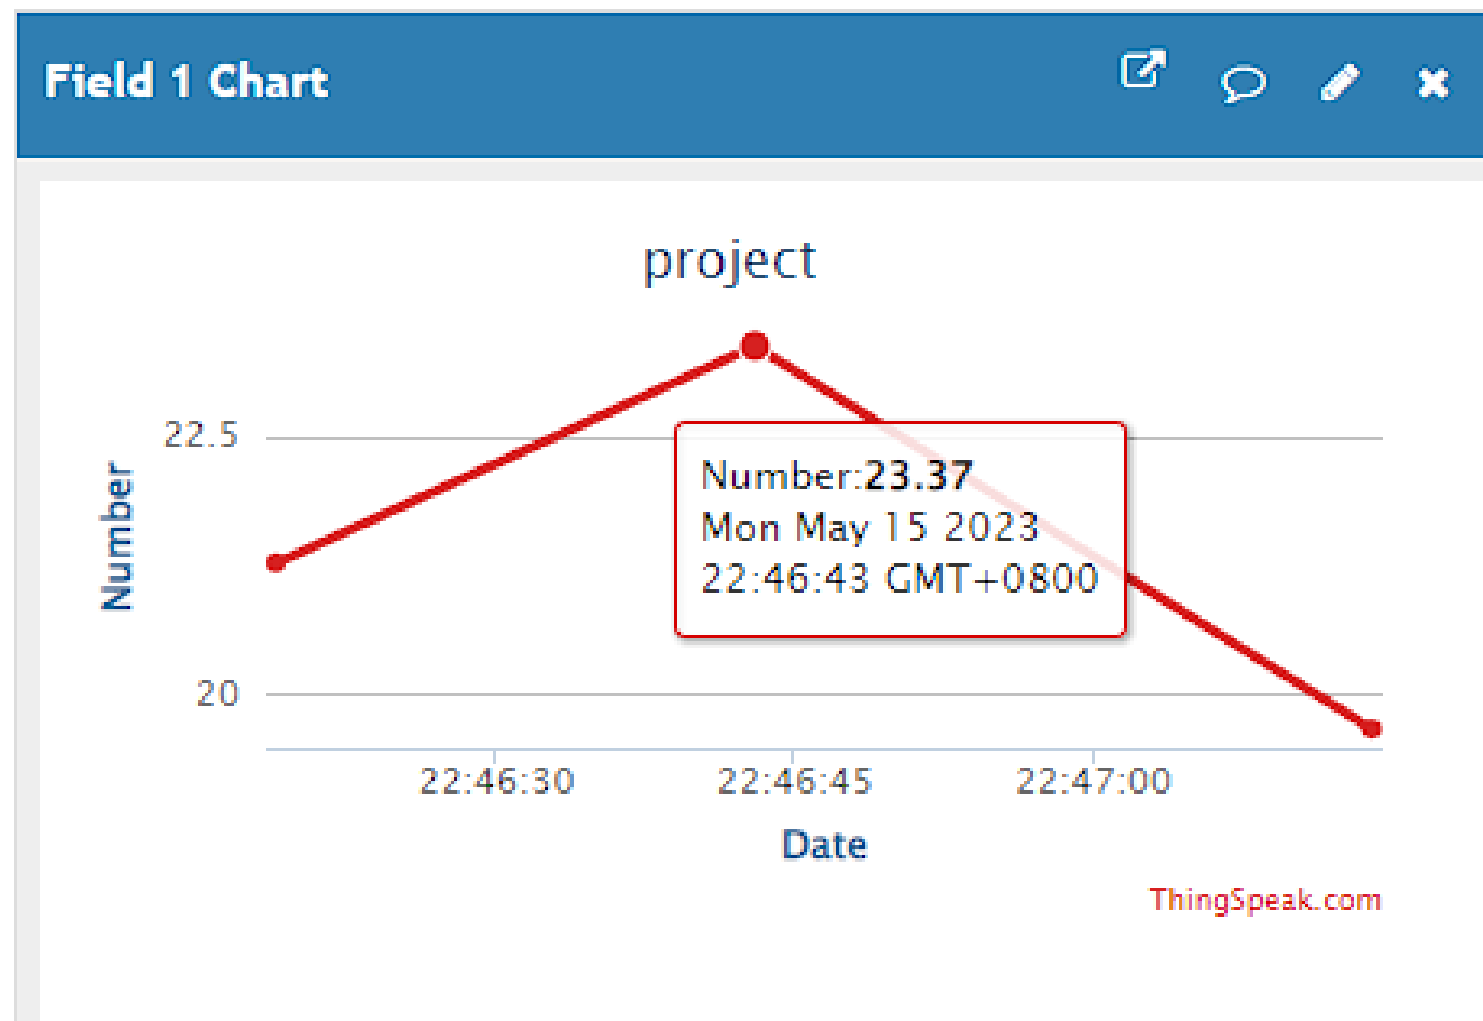 Field 1 Chart
project
22.5
Number
20
Number:23.37
Mon May 15 2023
22:46:43 GMT+0800
22:46:30 22:46:45 22:47:00
Date
ThingSpeak.com